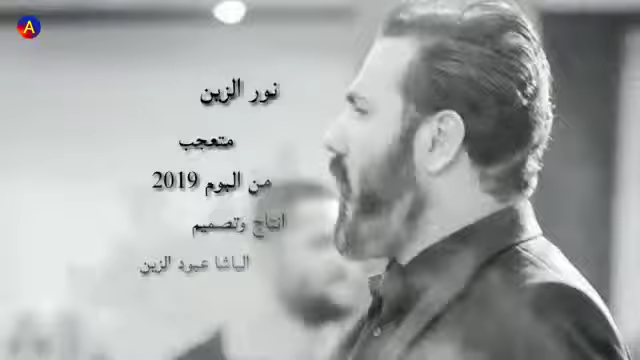 A
نور الزين
متعجب
من البوم 2019
انتاج وتصميم
الباشا عبود الزين